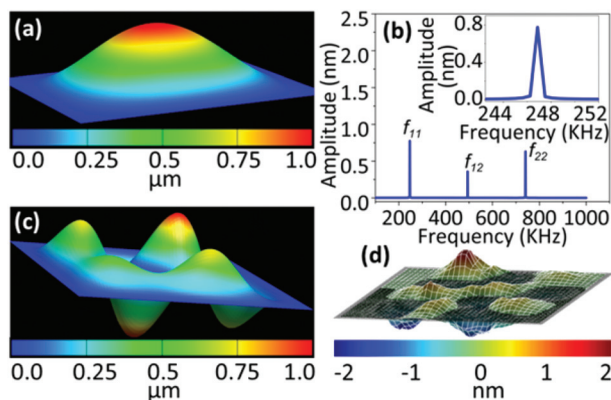 (a)
0.0 0.25 0.5 0.75 1.0
μm
(b)
Amplitude (nm)
2.5
2.0
1.5
1.0
0.5
0.0
f11
f12
f22
200 400 600 800 1000
Frequency (KHz)
Amplitude (nm)
0.8
0.4
0.0
244 248 252
Frequency (KHz)
(c)
0.0 0.25 0.5 0.75 1.0
μm
(d)
-2 -1 0 1 2
nm